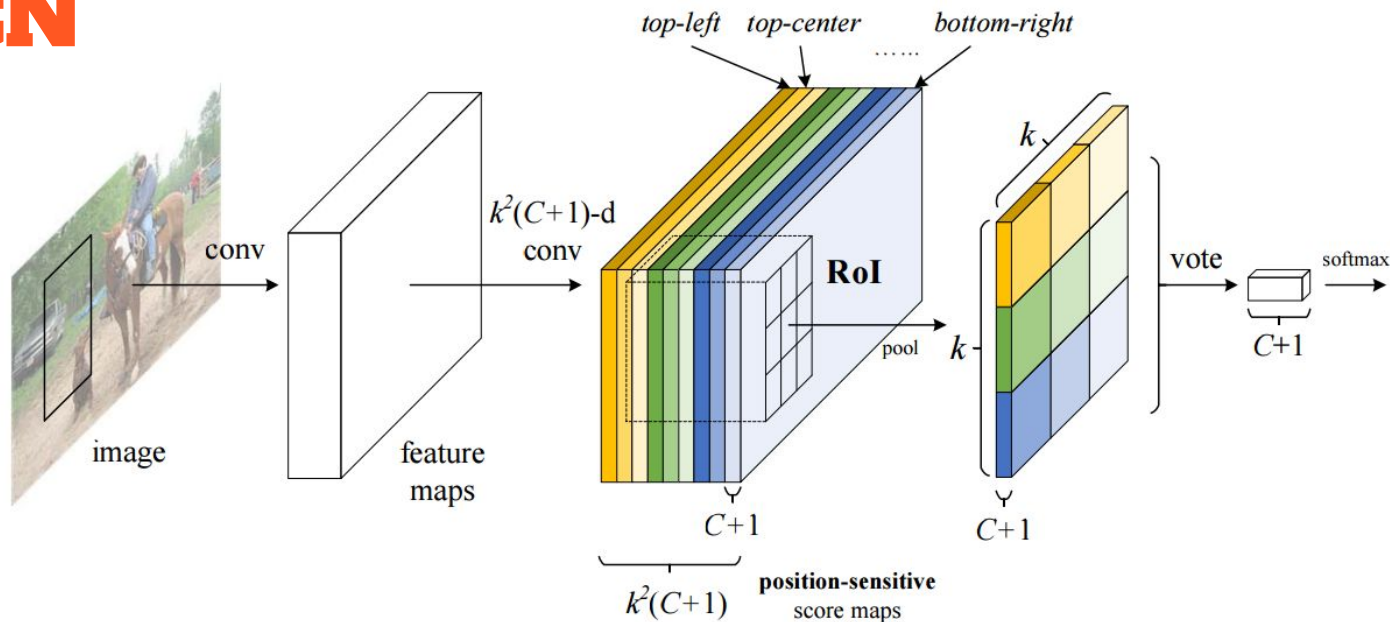 EN
top-left top-center bottom-right
... ...
k
k²(C+1)-d
conv
conv
RoI
vote
softmax
pool
k
C+1
image
feature
maps
C+1
C+1
k²(C+1)
position-sensitive
score maps